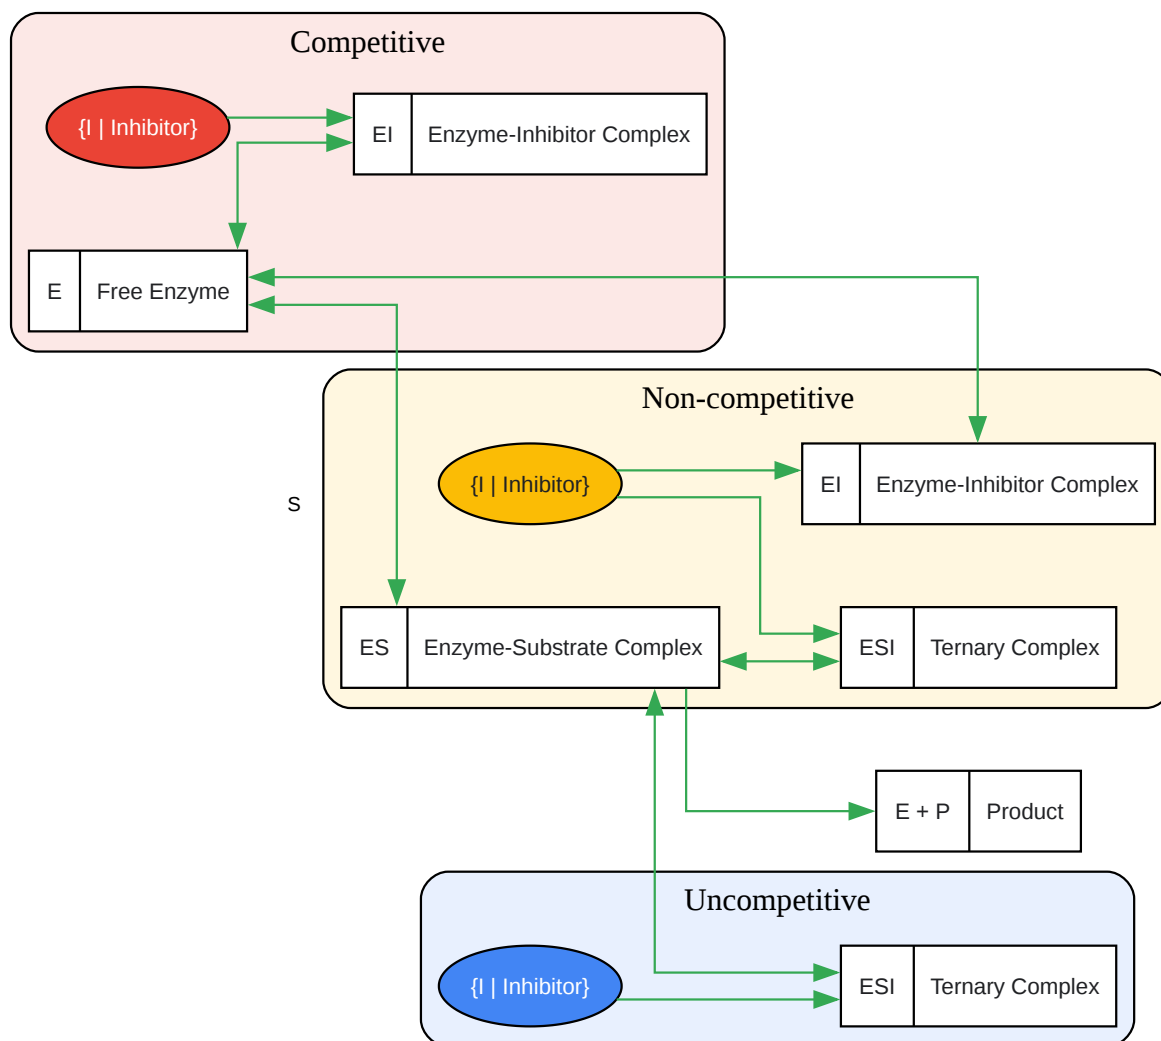 Competitive
{I | Inhibitor}
EI Enzyme-Inhibitor Complex
E Free Enzyme
Non-competitive
{I | Inhibitor}
EI Enzyme-Inhibitor Complex
S
ES Enzyme-Substrate Complex
ESI Ternary Complex
E + P Product
Uncompetitive
{I | Inhibitor}
ESI Ternary Complex